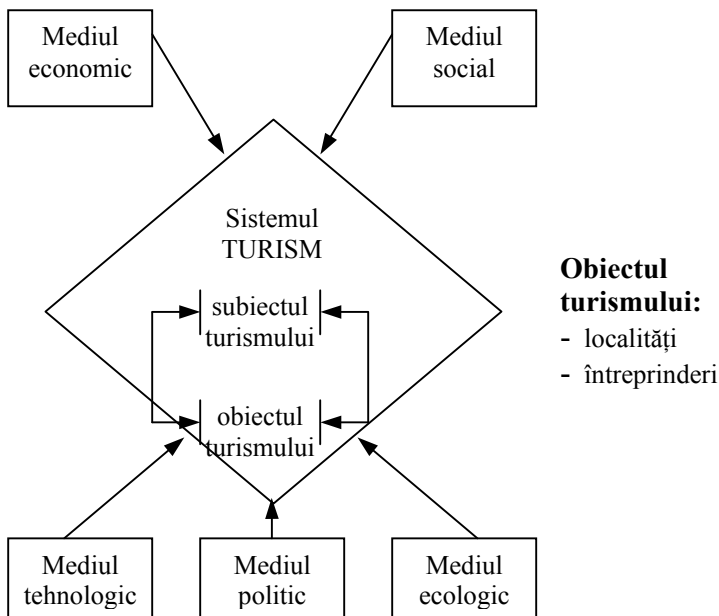 Mediul
economic
Mediul
social
Sistemul
TURISM
subiectul
turismului
obiectul
turismului
Obiectul
turismului:
- localități
- întreprinderi
Mediul
tehnologic
Mediul
politic
Mediul
ecologic